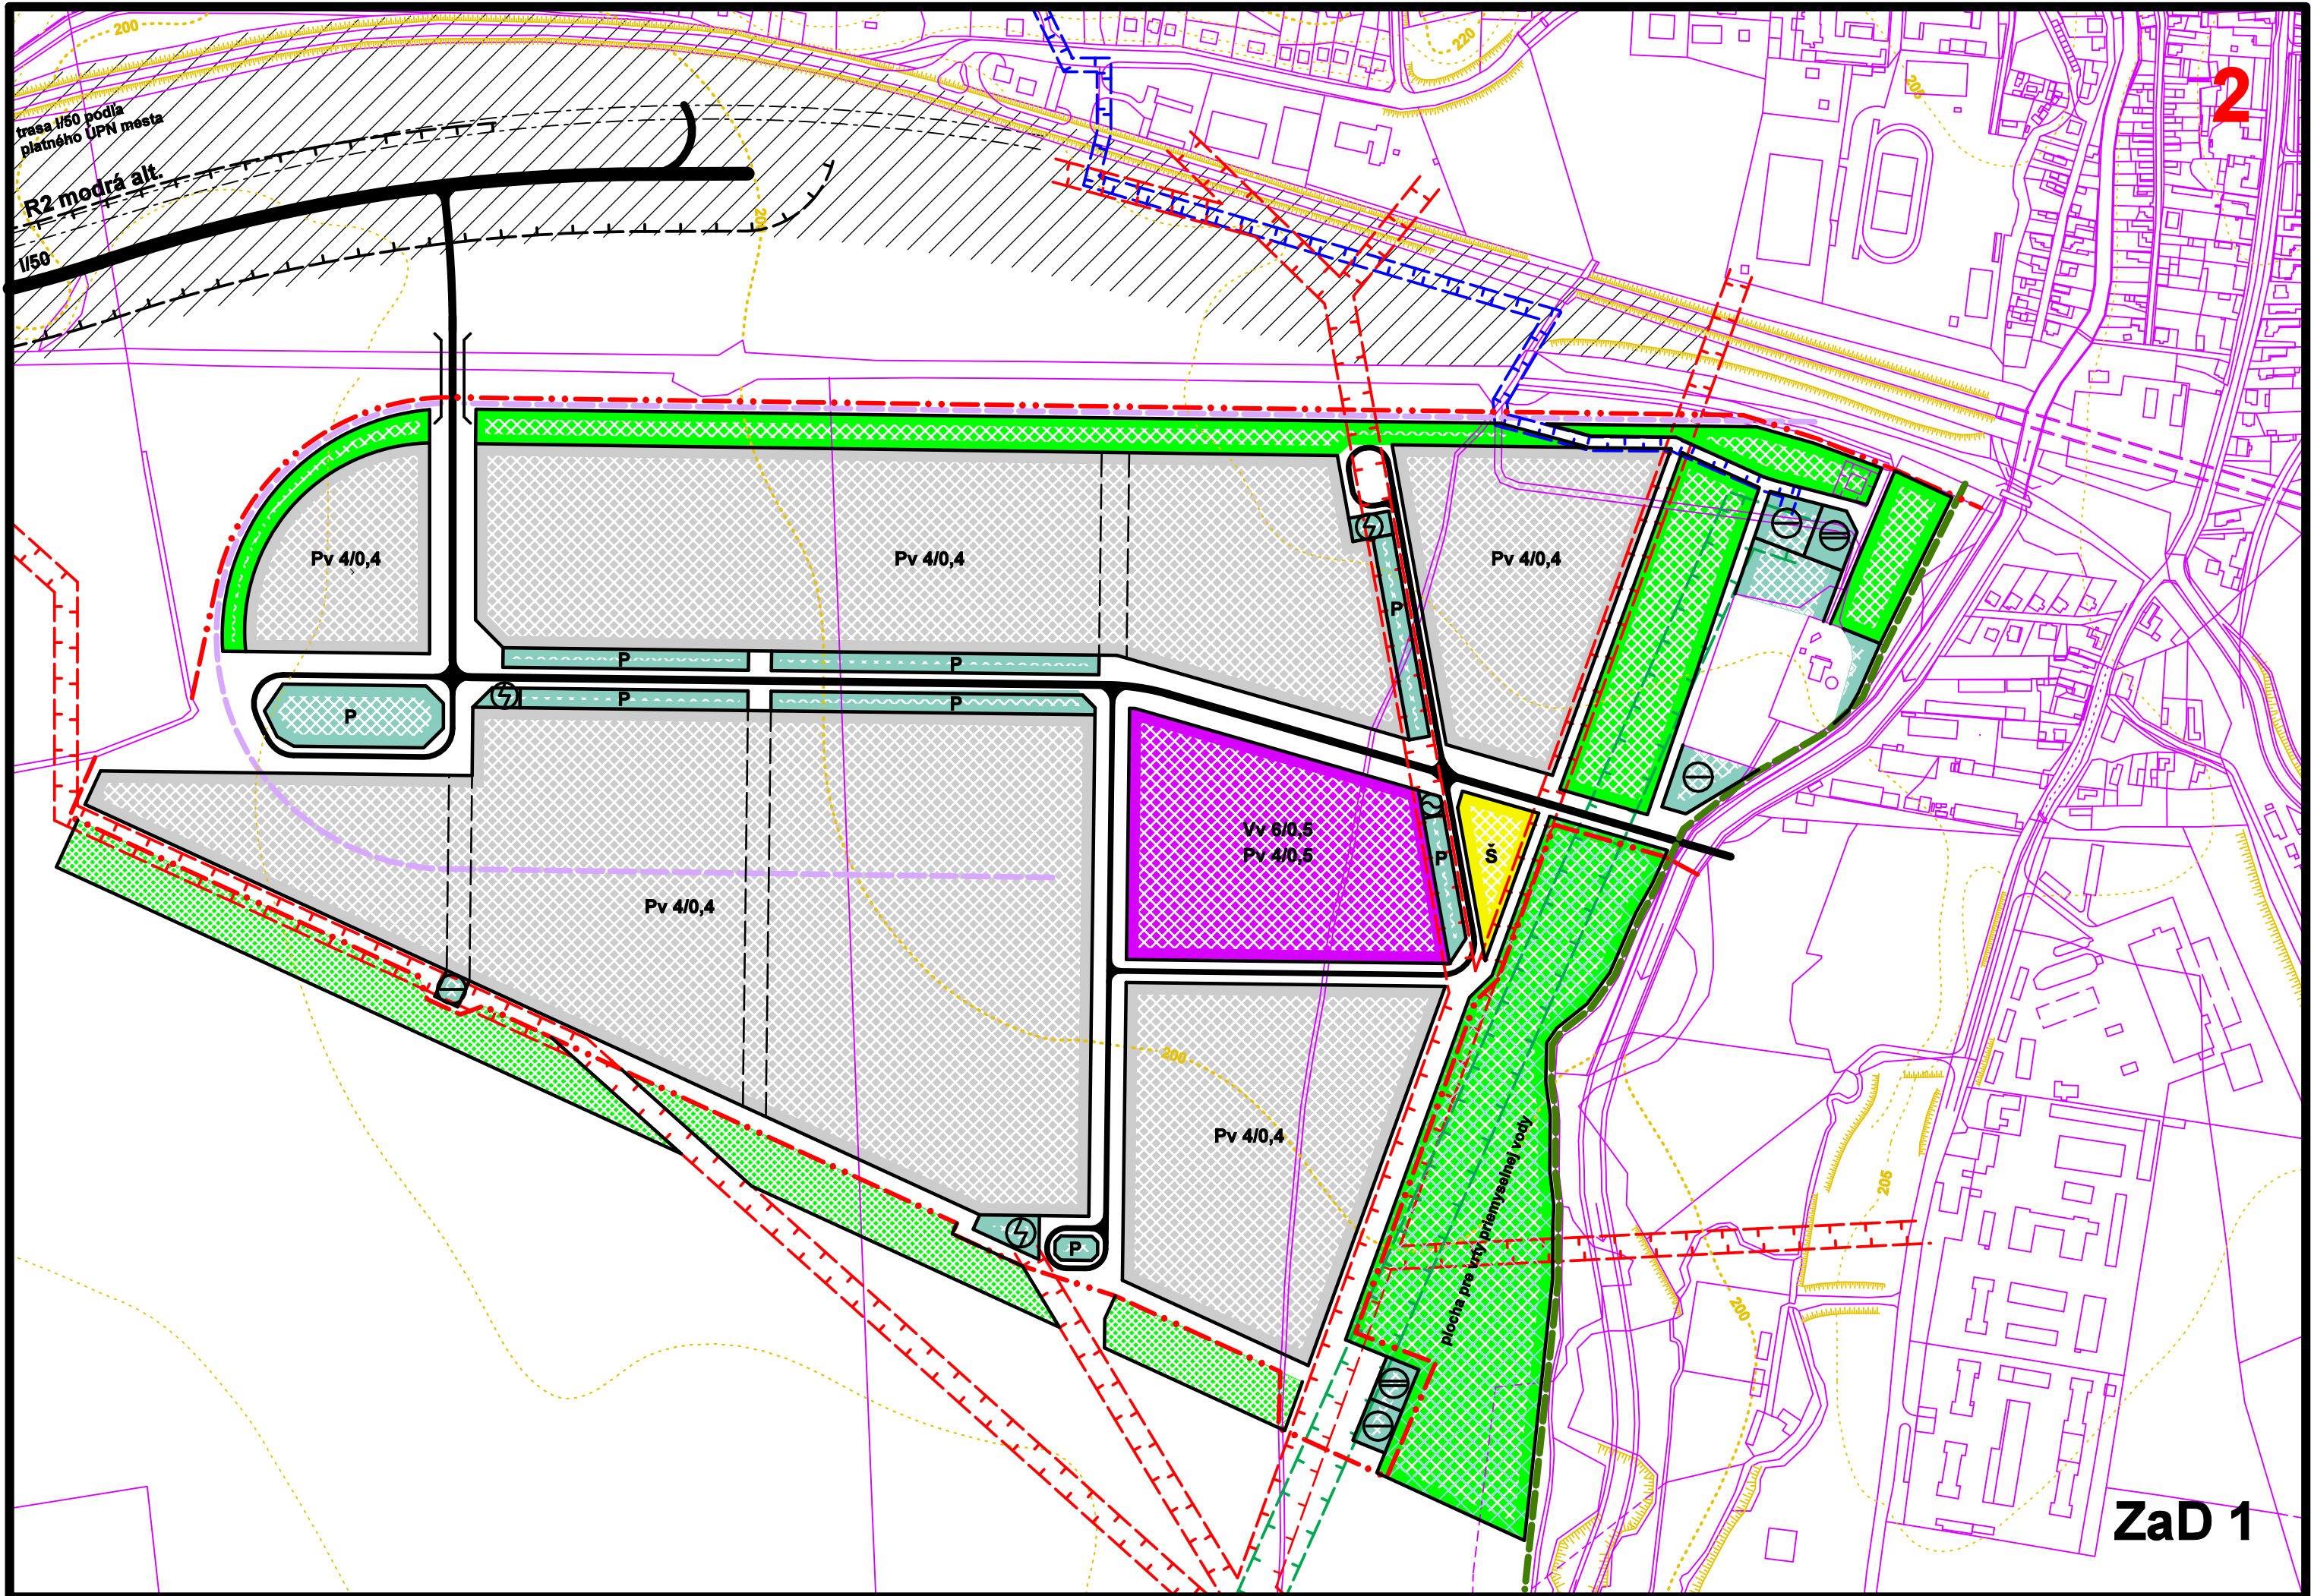 200
220
205
2
trasa I/50 podľa
platného ÚPN mesta
R2 modrá alt.
I/50
200
Pv 4/0,4
Pv 4/0,4
Pv 4/0,4
P
P
P
P
P
P
Vv 6/0,5
Pv 4/0,5
P
Š
Pv 4/0,4
200
Pv 4/0,4
plocha pre vrty priemyselnej vody
205
P
200
ZaD 1